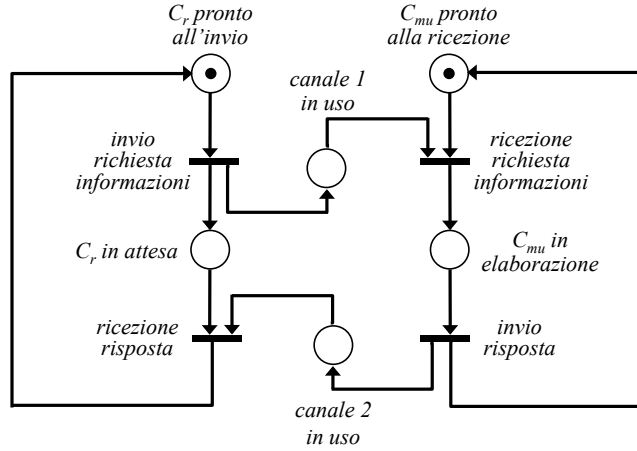 C_r pronto
all'invio
C_mu pronto
alla ricezione
canale 1
in uso
invio
richiesta
informazioni
ricezione
richiesta
informazioni
C_r in attesa
C_mu in
elaborazione
ricezione
risposta
invio
risposta
canale 2
in uso